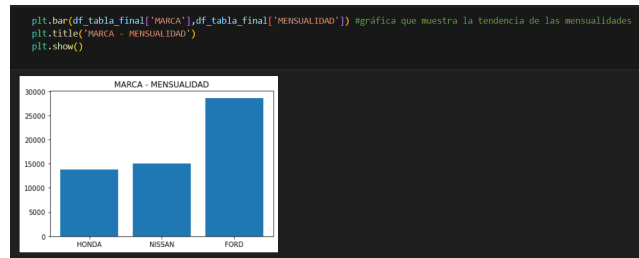 plt.bar(df_tabla_final['MARCA'],df_tabla_final['MENSUALIDAD']) #gráfica que muestra la tendencia de las mensualidades
plt.title('MARCA - MENSUALIDAD')
plt.show()
MARCA - MENSUALIDAD
30000
25000
20000
15000
10000
5000
0
HONDA NISSAN FORD